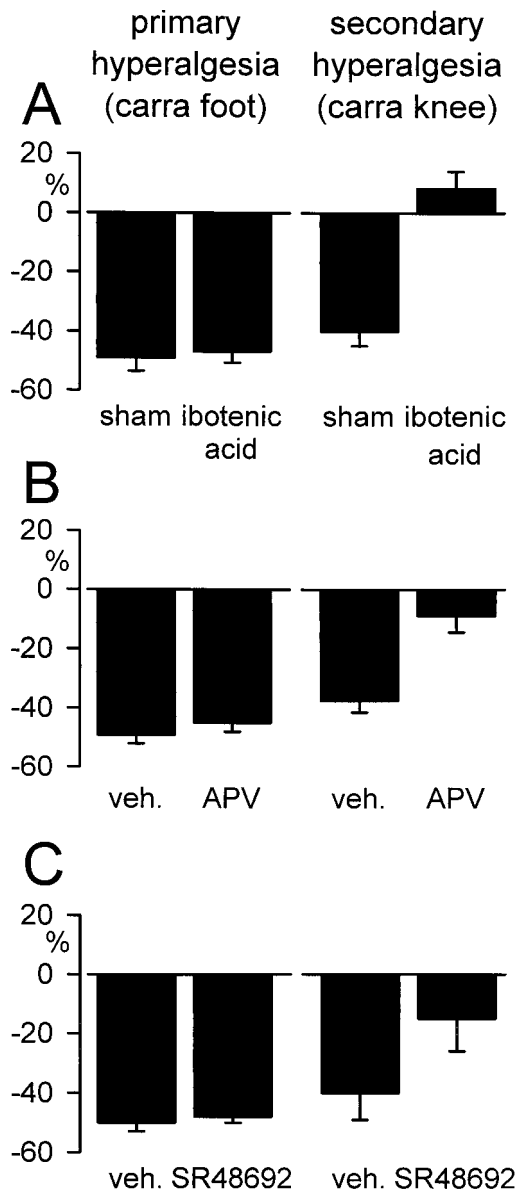 primary secondary
hyperalgesia hyperalgesia
(carra foot) (carra knee)
A
20
%
0
-20
-40
-60
sham ibotenic sham ibotenic
acid acid
B
20
%
0
-20
-40
-60
veh. APV veh. APV
C
20
%
0
-20
-40
-60
veh. SR48692 veh. SR48692